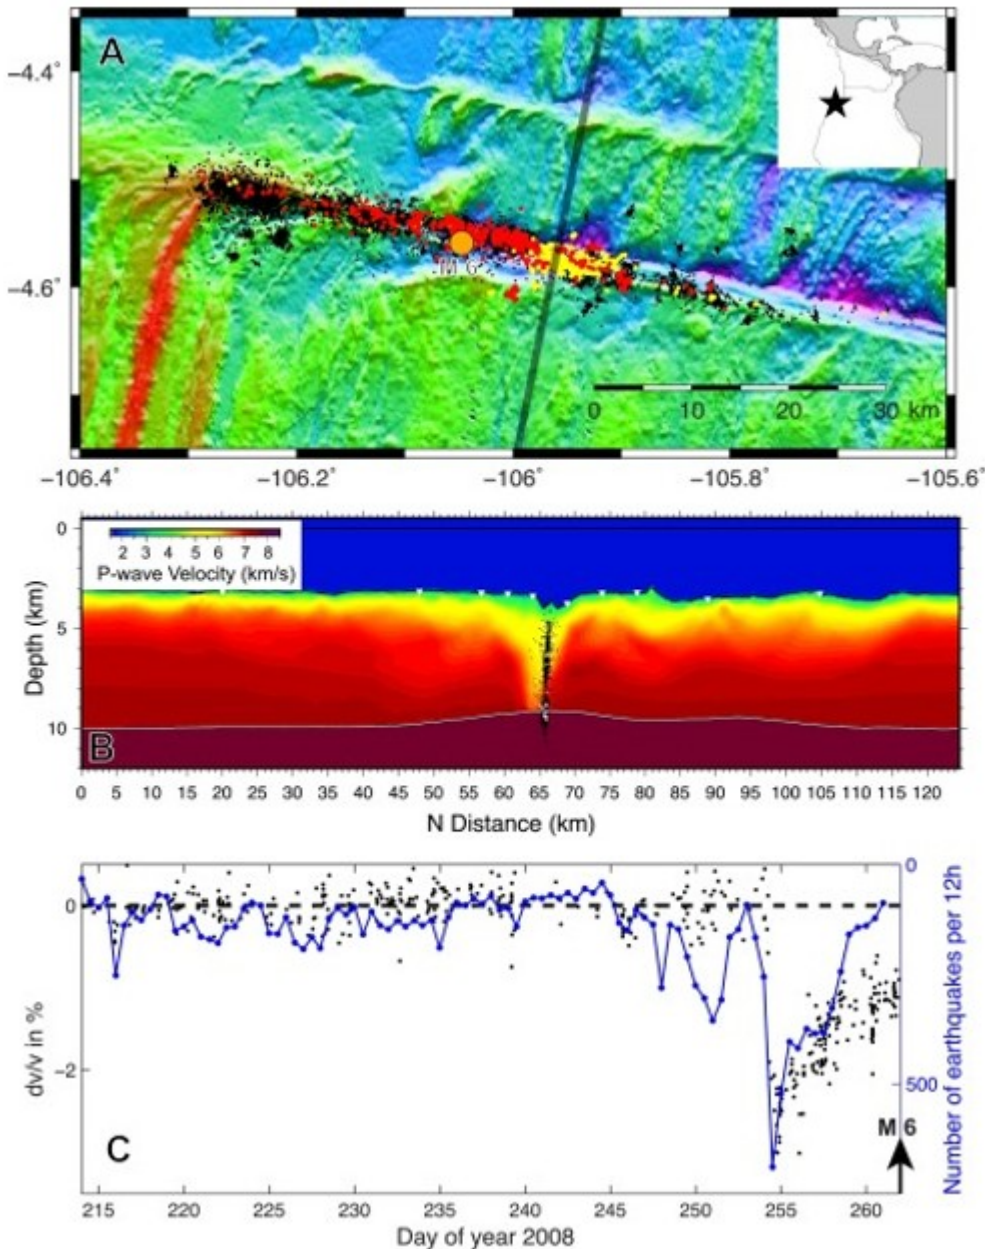 A
−4.4˚
−4.6˚
M 6
0 10 20 30 km
−106.4˚ −106.2˚ −106˚ −105.8˚ −105.6˚
0
5
10
Depth (km)
2 3 4 5 6 7 8
P-wave Velocity (km/s)
B
0 5 10 15 20 25 30 35 40 45 50 55 60 65 70 75 80 85 90 95 100 105 110 115 120
N Distance (km)
0
−2
dv/v in %
C
0
500
Number of earthquakes per 12h
M 6
215 220 225 230 235 240 245 250 255 260
Day of year 2008